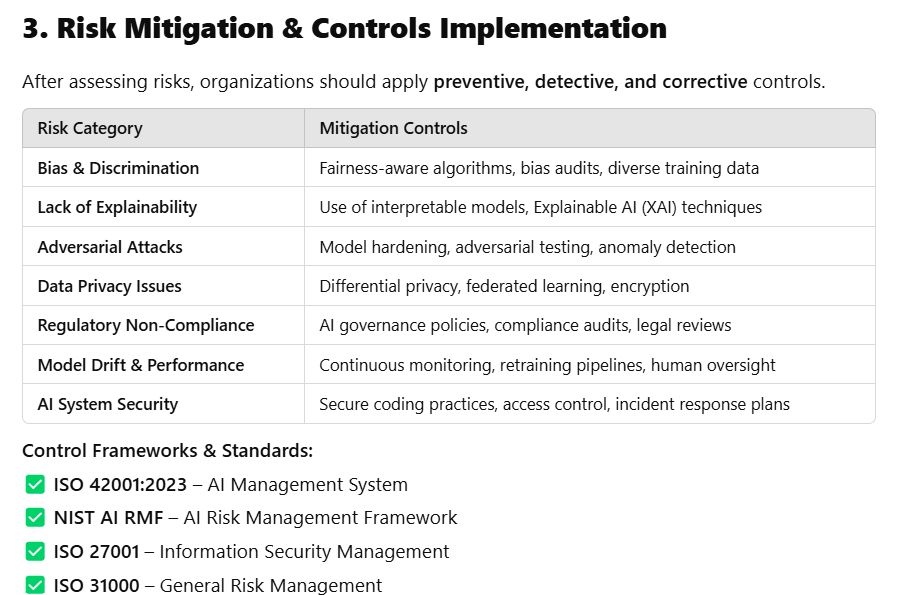 3. Risk Mitigation & Controls Implementation
After assessing risks, organizations should apply preventive, detective, and corrective controls.
Risk Category Mitigation Controls
Bias & Discrimination Fairness-aware algorithms, bias audits, diverse training data
Lack of Explainability Use of interpretable models, Explainable AI (XAI) techniques
Adversarial Attacks Model hardening, adversarial testing, anomaly detection
Data Privacy Issues Differential privacy, federated learning, encryption
Regulatory Non-Compliance AI governance policies, compliance audits, legal reviews
Model Drift & Performance Continuous monitoring, retraining pipelines, human oversight
AI System Security Secure coding practices, access control, incident response plans
Control Frameworks & Standards:
✅ ISO 42001:2023 – AI Management System
✅ NIST AI RMF – AI Risk Management Framework
✅ ISO 27001 – Information Security Management
✅ ISO 31000 – General Risk Management